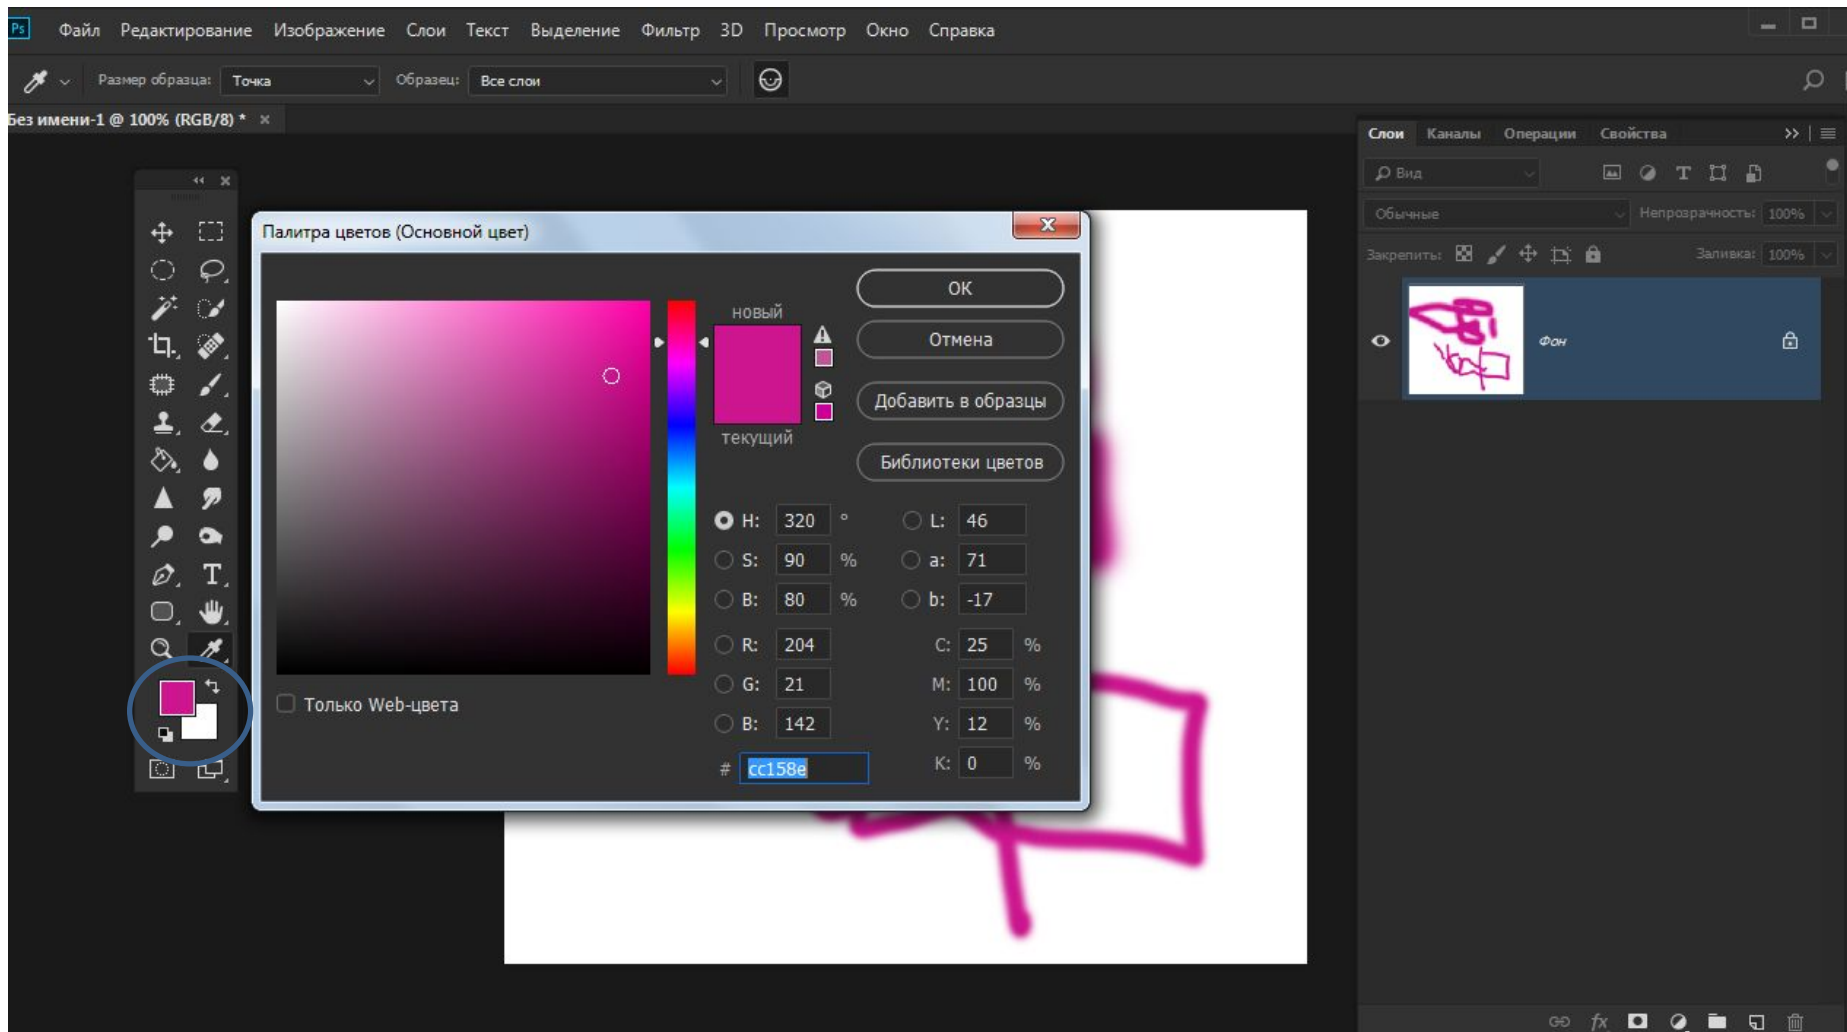 Ps Файл Редактирование Изображение Слои Текст Выделение Фильтр 3D Просмотр Окно Справка
Размер образца: Точка Образец: Все слои
Без имени-1 @ 100% (RGB/8) * ×
Слои Каналы Операции Свойства
Вид
Обычные Непрозрачность: 100%
Закрепить: Заливка: 100%
Фон
Палитра цветов (Основной цвет)
новый
текущий
OK
Отмена
Добавить в образцы
Библиотеки цветов
H: 320 ° L: 46
S: 90 % a: 71
B: 80 % b: -17
R: 204 C: 25 %
G: 21 M: 100 %
B: 142 Y: 12 %
# cc158e K: 0 %
Только Web-цвета
T
T
fx